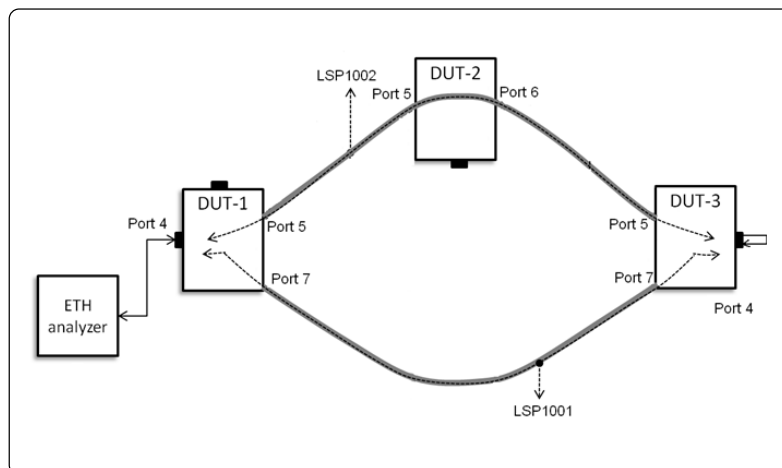 LSP1002
DUT-2
Port 5
Port 6
DUT-1
Port 4
Port 5
Port 7
DUT-3
Port 5
Port 7
Port 4
ETH
analyzer
LSP1001